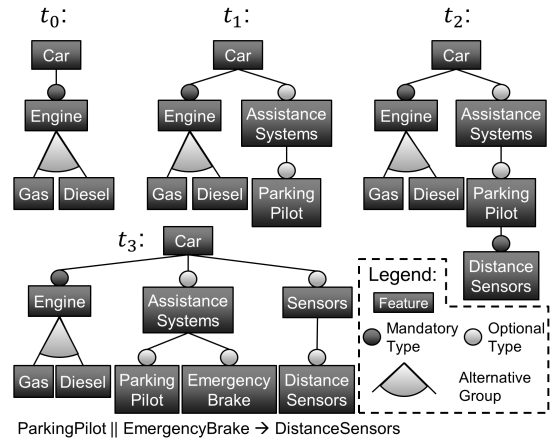 t₀: t₁: t₂:
Car Car Car
Engine Engine Assistance Systems Engine Assistance Systems
Gas Diesel Gas Diesel Parking Pilot Gas Diesel Parking Pilot
Distance Sensors
t₃: Car
Engine Assistance Systems Sensors
Gas Diesel Parking Pilot Emergency Brake Distance Sensors
Legend:
Feature
Mandatory Type Optional Type
Alternative Group
ParkingPilot || EmergencyBrake → DistanceSensors